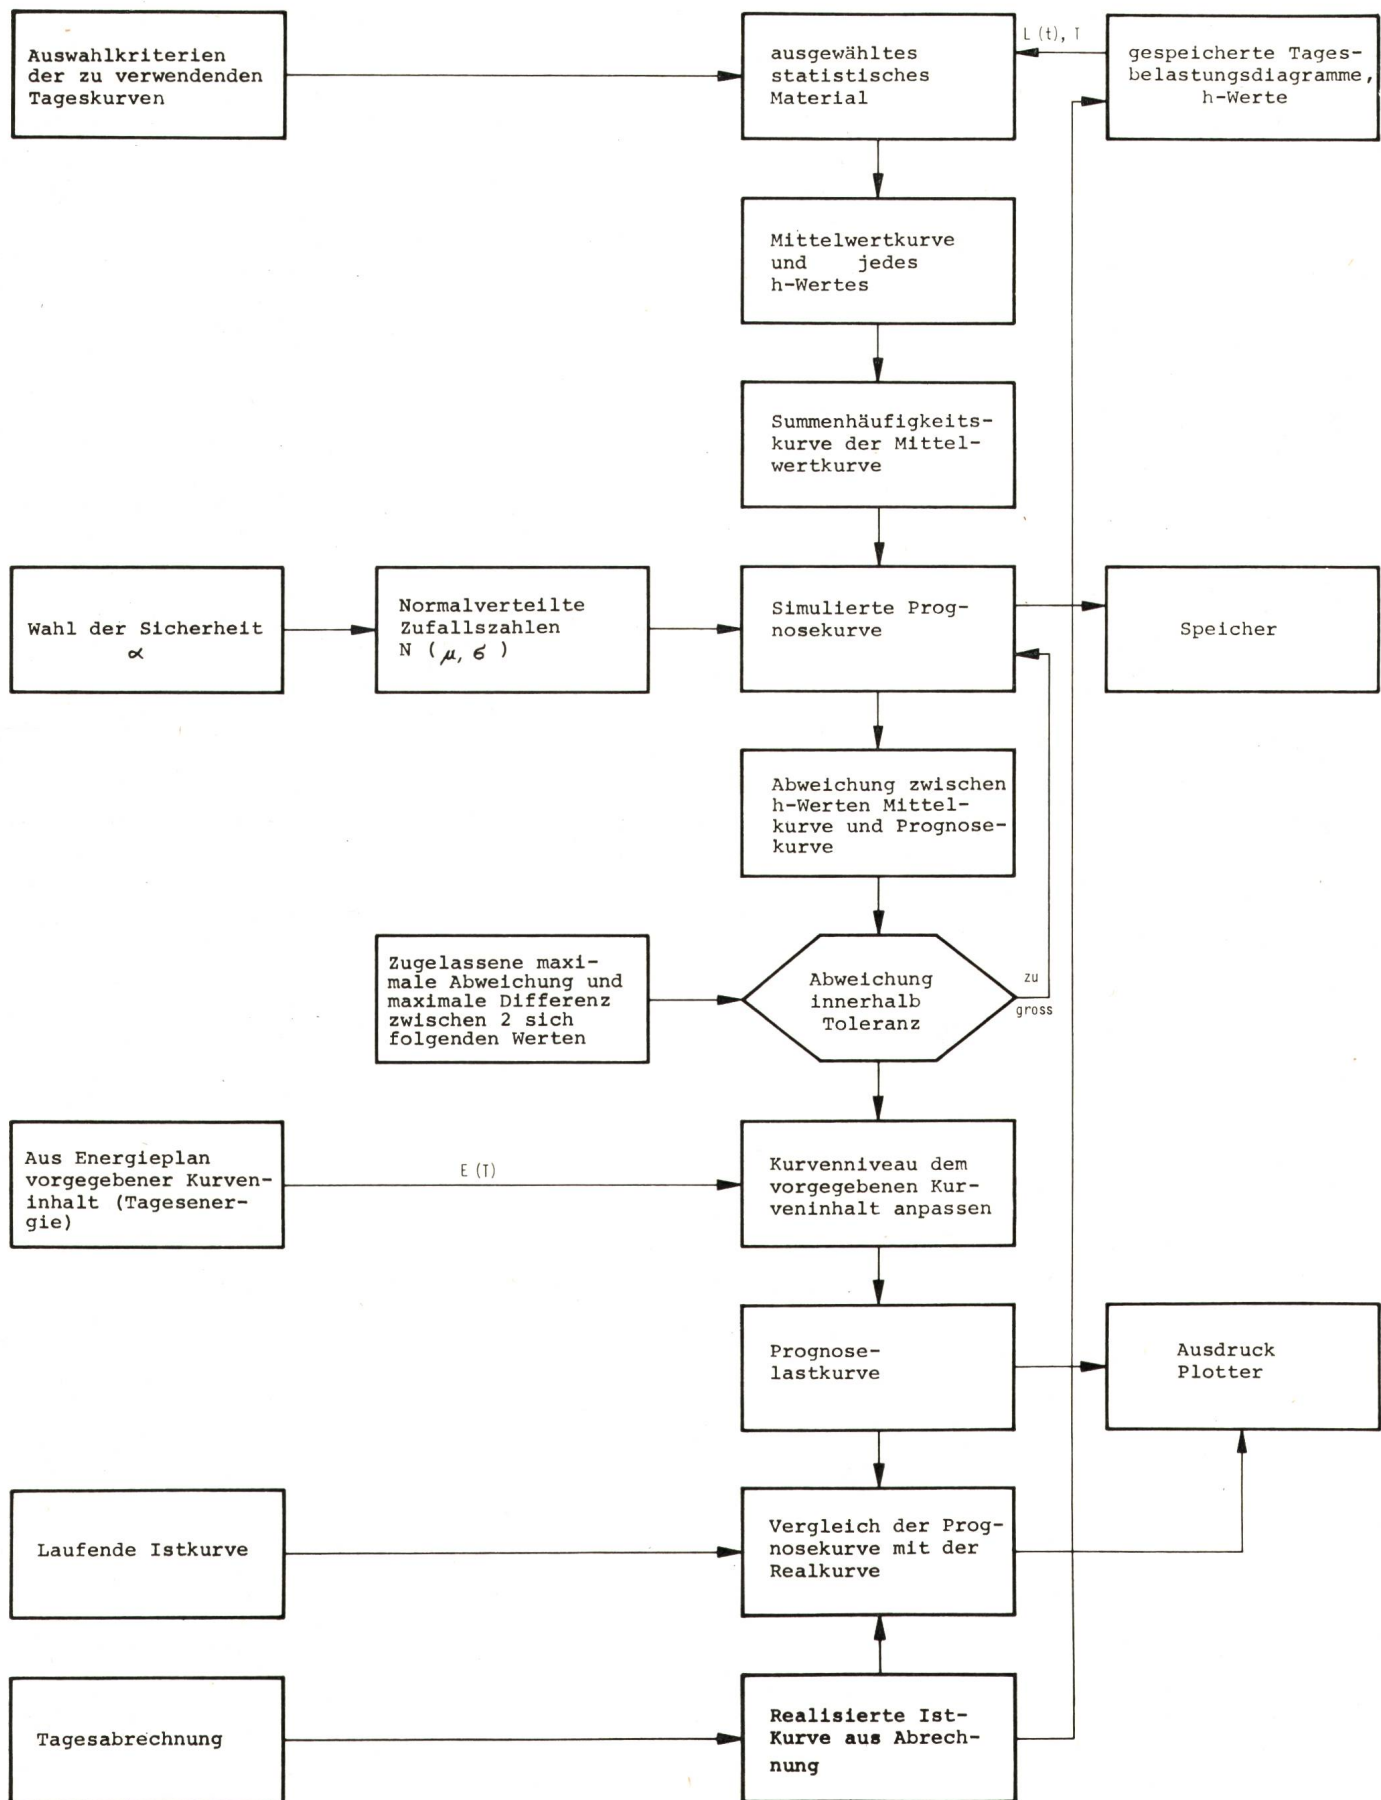 Auswahlkriterien
der zu verwendenden
Tageskurven
ausgewähltes
statistisches
Material
L (t), T
gespeicherte Tages-
belastungsdiagramme,
h-Werte
Mittelwertkurve
und jedes
h-Wertes
Summenhäufigkeits-
kurve der Mittel-
wertkurve
Wahl der Sicherheit
α
Normalverteilte
Zufallszahlen
N ( μ, σ )
Simulierte Prog-
nosekurve
Speicher
Abweichung zwischen
h-Werten Mittel-
kurve und Prognose-
kurve
Zugelassene maxi-
male Abweichung und
maximale Differenz
zwischen 2 sich
folgenden Werten
Abweichung
innerhalb
Toleranz
zu
gross
Aus Energieplan
vorgegebener Kurven-
inhalt (Tagesener-
gie)
E (T)
Kurvenniveau dem
vorgegebenen Kur-
veninhalt anpassen
Prognose-
lastkurve
Ausdruck
Plotter
Laufende Istkurve
Vergleich der Prog-
nosekurve mit der
Realkurve
Tagesabrechnung
Realisierte Ist-
Kurve aus Abrech-
nung